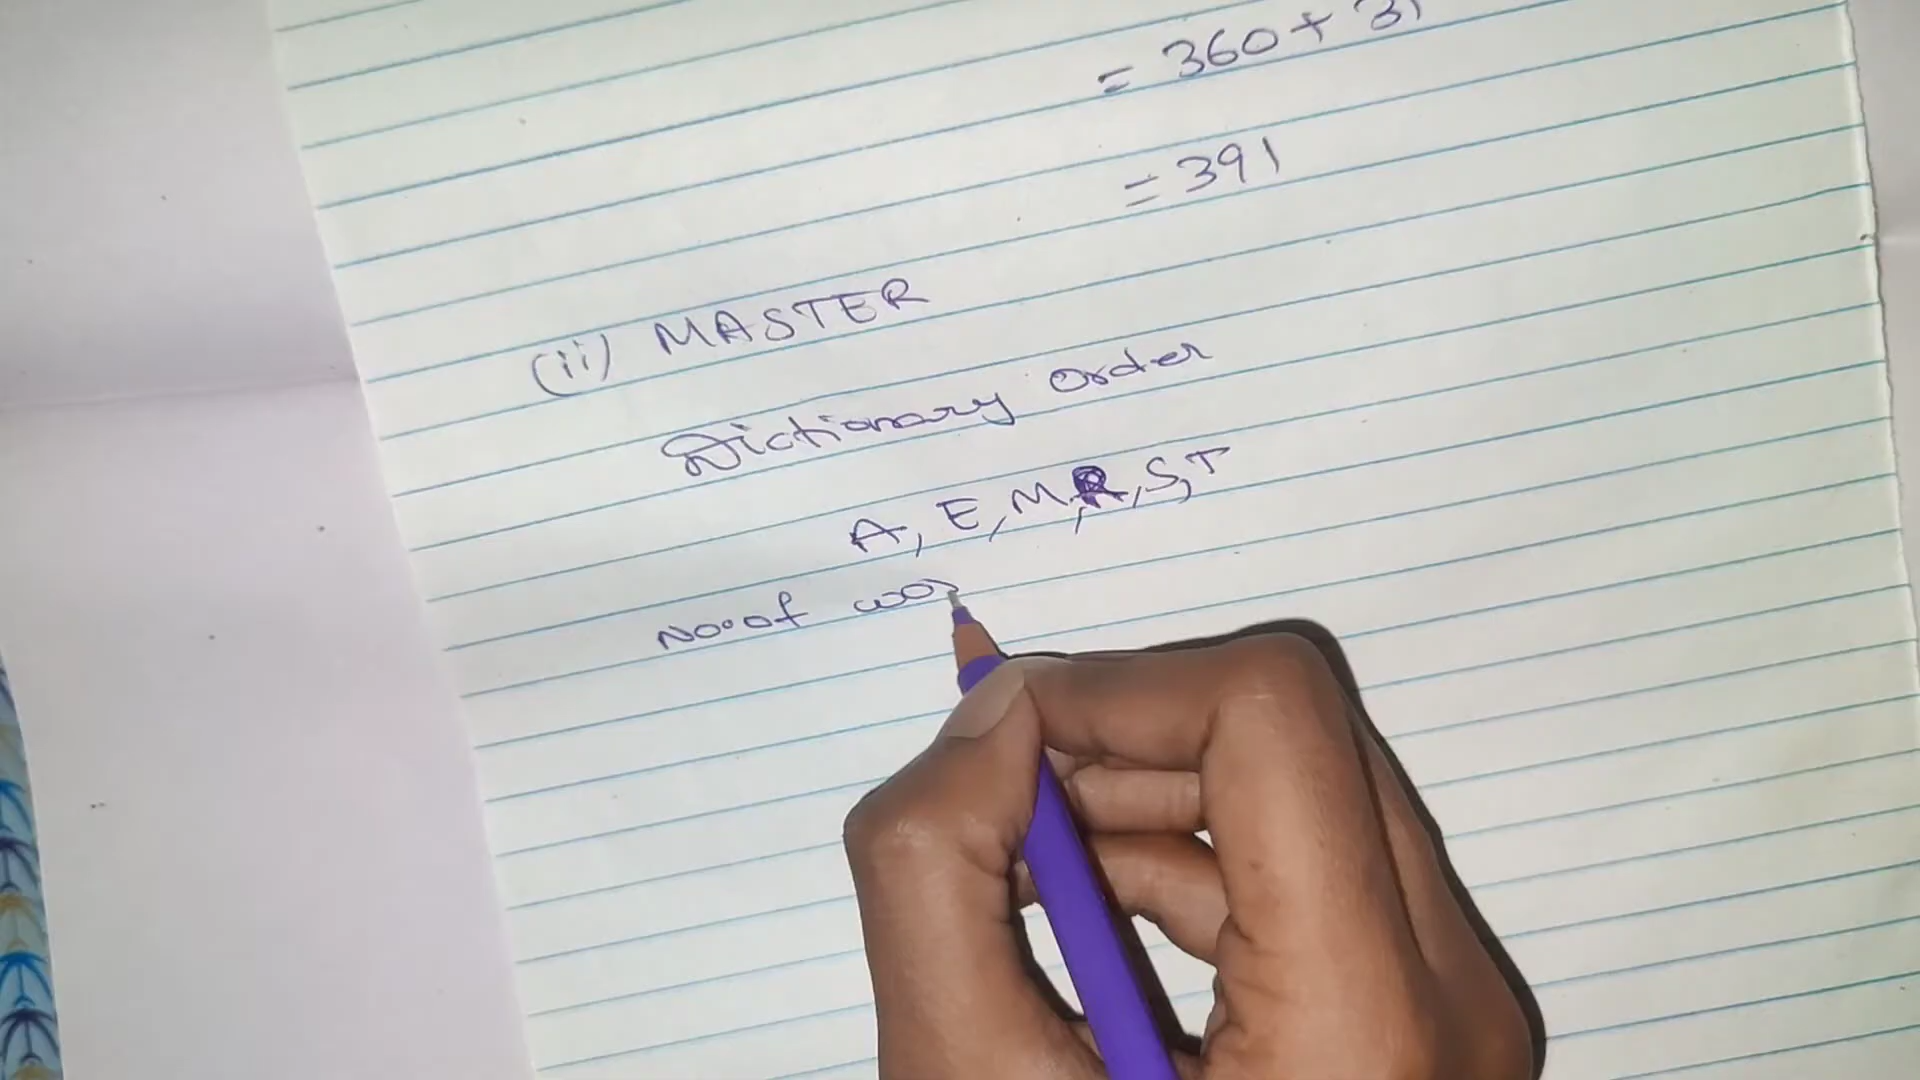 = 360 + 31
= 391
(ii) MASTER
Dictionary order
A, E, M, R, S, T
No. of